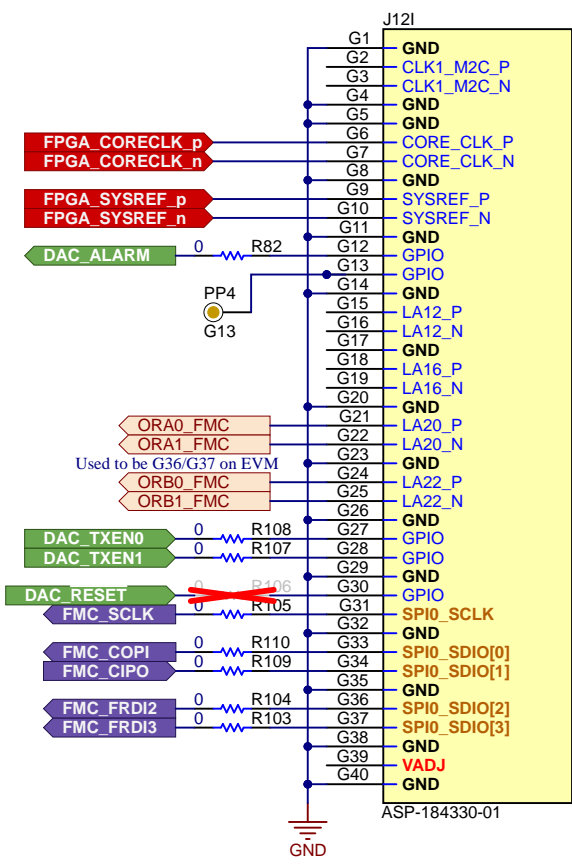 J12I
G1 GND
G2 CLK1_M2C_P
G3 CLK1_M2C_N
G4 GND
G5 GND
FPGA_CORECLK_p G6 CORE_CLK_P
FPGA_CORECLK_n G7 CORE_CLK_N
G8 GND
FPGA_SYSREF_p G9 SYSREF_P
FPGA_SYSREF_n G10 SYSREF_N
G11 GND
DAC_ALARM 0 R82 G12 GPIO
G13 GPIO
PP4 G14 GND
G15 LA12_P
G13 G16 LA12_N
G17 GND
G18 LA16_P
G19 LA16_N
G20 GND
ORA0_FMC G21 LA20_P
ORA1_FMC G22 LA20_N
Used to be G36/G37 on EVM G23 GND
ORB0_FMC G24 LA22_P
ORB1_FMC G25 LA22_N
G26 GND
DAC_TXEN0 0 R108 G27 GPIO
DAC_TXEN1 0 R107 G28 GPIO
G29 GND
DAC_RESET 0 R106 G30 GPIO
FMC_SCLK 0 R105 G31 SPI0_SCLK
G32 GND
FMC_COPI 0 R110 G33 SPI0_SDIO[0]
FMC_CIPO 0 R109 G34 SPI0_SDIO[1]
G35 GND
FMC_FRDI2 0 R104 G36 SPI0_SDIO[2]
FMC_FRDI3 0 R103 G37 SPI0_SDIO[3]
G38 GND
G39 VADJ
G40 GND
ASP-184330-01
GND